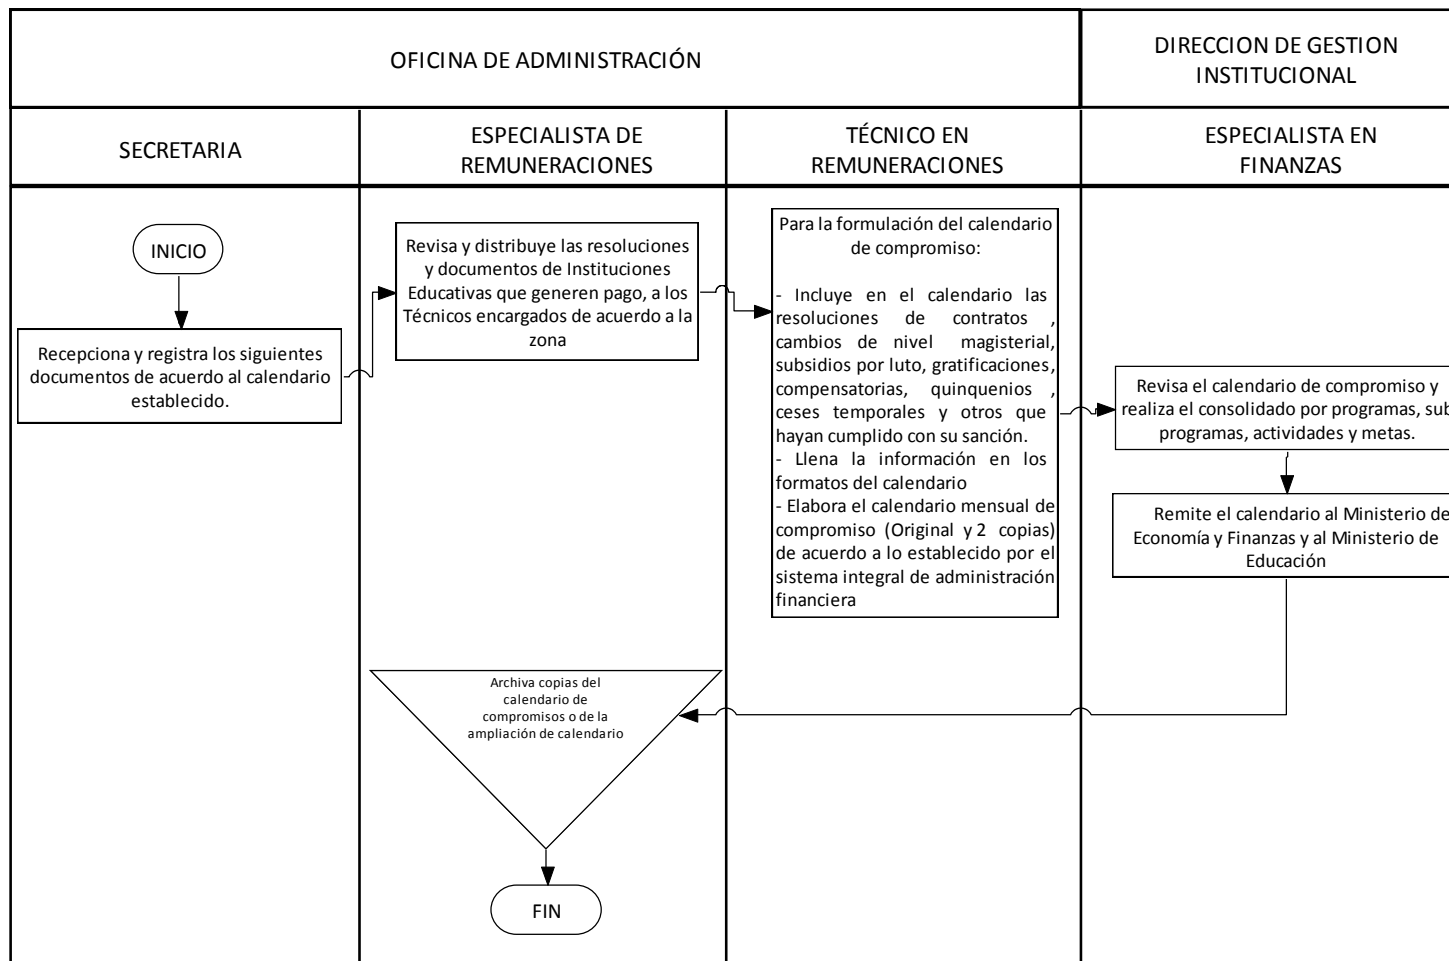 OFICINA DE ADMINISTRACIÓN
DIRECCION DE GESTION
INSTITUCIONAL
SECRETARIA
ESPECIALISTA DE
REMUNERACIONES
TÉCNICO EN
REMUNERACIONES
ESPECIALISTA EN
FINANZAS
INICIO
Recepciona y registra los siguientes
documentos de acuerdo al calendario
establecido.
Revisa y distribuye las resoluciones
y documentos de Instituciones
Educativas que generen pago, a los
Técnicos encargados de acuerdo a la
zona
Para la formulación del calendario
de compromiso:
- Incluye en el calendario las
resoluciones de contratos ,
cambios de nivel magisterial,
subsidios por luto, gratificaciones,
compensatorias, quinquenios ,
ceses temporales y otros que
hayan cumplido con su sanción.
- Llena la información en los
formatos del calendario
- Elabora el calendario mensual de
compromiso (Original y 2 copias)
de acuerdo a lo establecido por el
sistema integral de administración
financiera
Revisa el calendario de compromiso y
realiza el consolidado por programas, sub
programas, actividades y metas.
Remite el calendario al Ministerio de
Economía y Finanzas y al Ministerio de
Educación
Archiva copias del
calendario de
compromisos o de la
ampliación de calendario
FIN